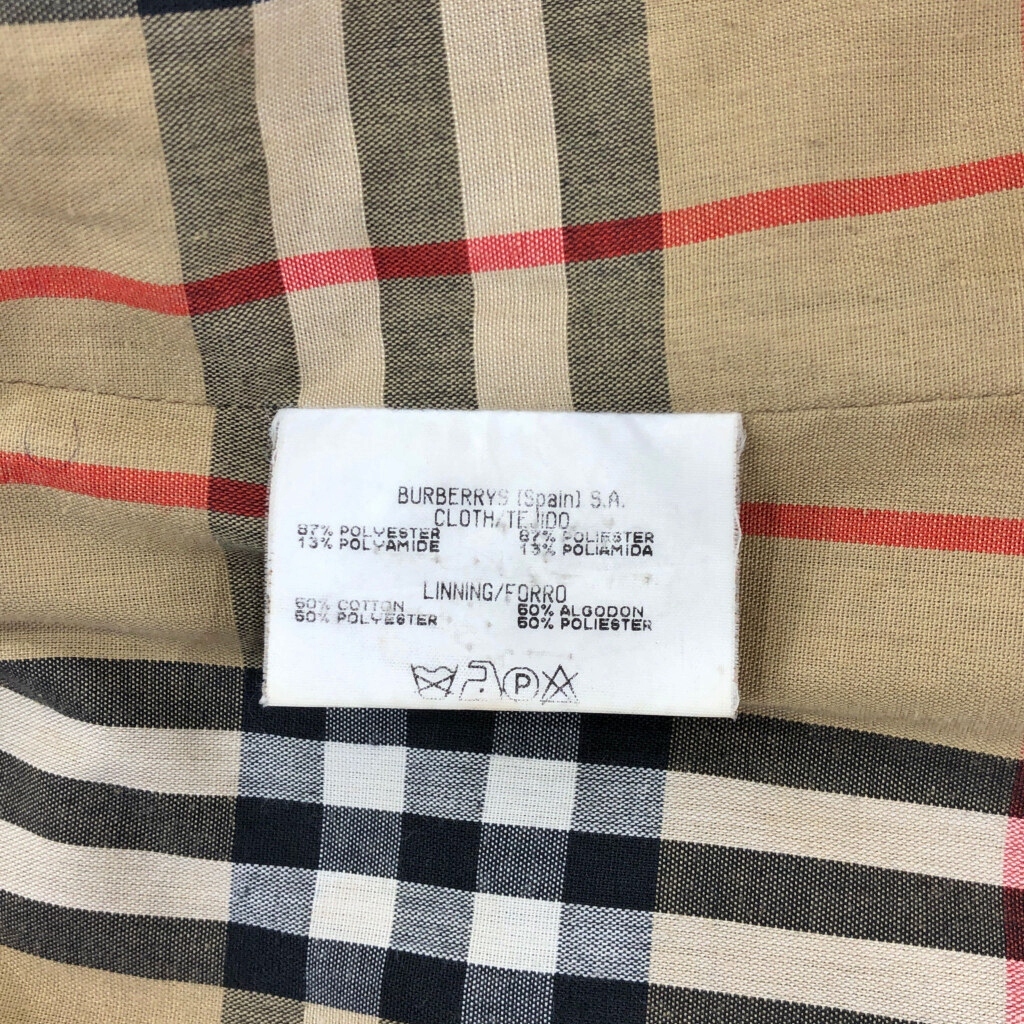 BURBERRYS (Spain) S.A.
CLOTH/TEJIDO
87% POLYESTER 87% POLIESTER
13% POLYAMIDE 13% POLIAMIDA
LINNING/FORRO
50% COTTON 50% ALGODON
50% POLYESTER 50% POLIESTER
P